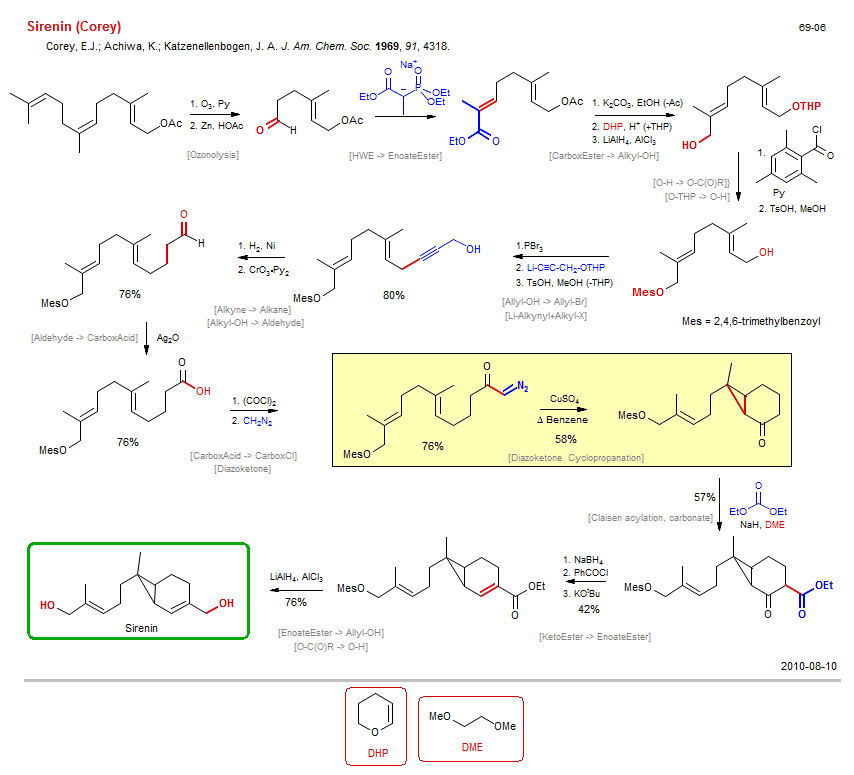 Sirenin (Corey)
69-06
Corey, E.J.; Achiwa, K.; Katzenellenbogen, J. A. J. Am. Chem. Soc. 1969, 91, 4318.
OAc
1. O₃, Py
2. Zn, HOAc
[Ozonolysis]
O
H
OAc
Na⁺
O
O
EtO
P
OEt
OEt
−
[HWE -> EnoateEster]
OAc
EtO
O
1. K₂CO₃, EtOH (-Ac)
2. DHP, H⁺ (+THP)
3. LiAlH₄, AlCl₃
[CarboxEster -> Alkyl-OH]
OTHP
HO
[O-H -> O-C(O)R]}
[O-THP -> O-H]
1.
Cl
O
Py
2. TsOH, MeOH
OH
MesO
Mes = 2,4,6-trimethylbenzoyl
1.PBr₃
2. Li-C≡C-CH₂-OTHP
3. TsOH, MeOH (-THP)
[Allyl-OH -> Allyl-Br]
[Li-Alkynyl+Alkyl-X]
OH
MesO
80%
1. H₂, Ni
2. CrO₃•Py₂
[Alkyne -> Alkane]
[Alkyl-OH -> Aldehyde]
O
H
MesO
76%
[Aldehyde -> CarboxAcid]
Ag₂O
O
OH
MesO
76%
1. (COCl)₂
2. CH₂N₂
[CarboxAcid -> CarboxCl]
[Diazoketone]
O
N₂
MesO
76%
CuSO₄
Δ Benzene
58%
[Diazoketone Cyclopropanation]
MesO
O
57%
[Claisen acylation, carbonate]
O
EtO
OEt
NaH, DME
MesO
O
OEt
O
1. NaBH₄
2. PhCOCl
3. KOᵗBu
42%
[KetoEster -> EnoateEster]
MesO
OEt
O
LiAlH₄, AlCl₃
76%
[EnoateEster -> Allyl-OH]
[O-C(O)R -> O-H]
HO
OH
Sirenin
2010-08-10
O
DHP
MeO
OMe
DME